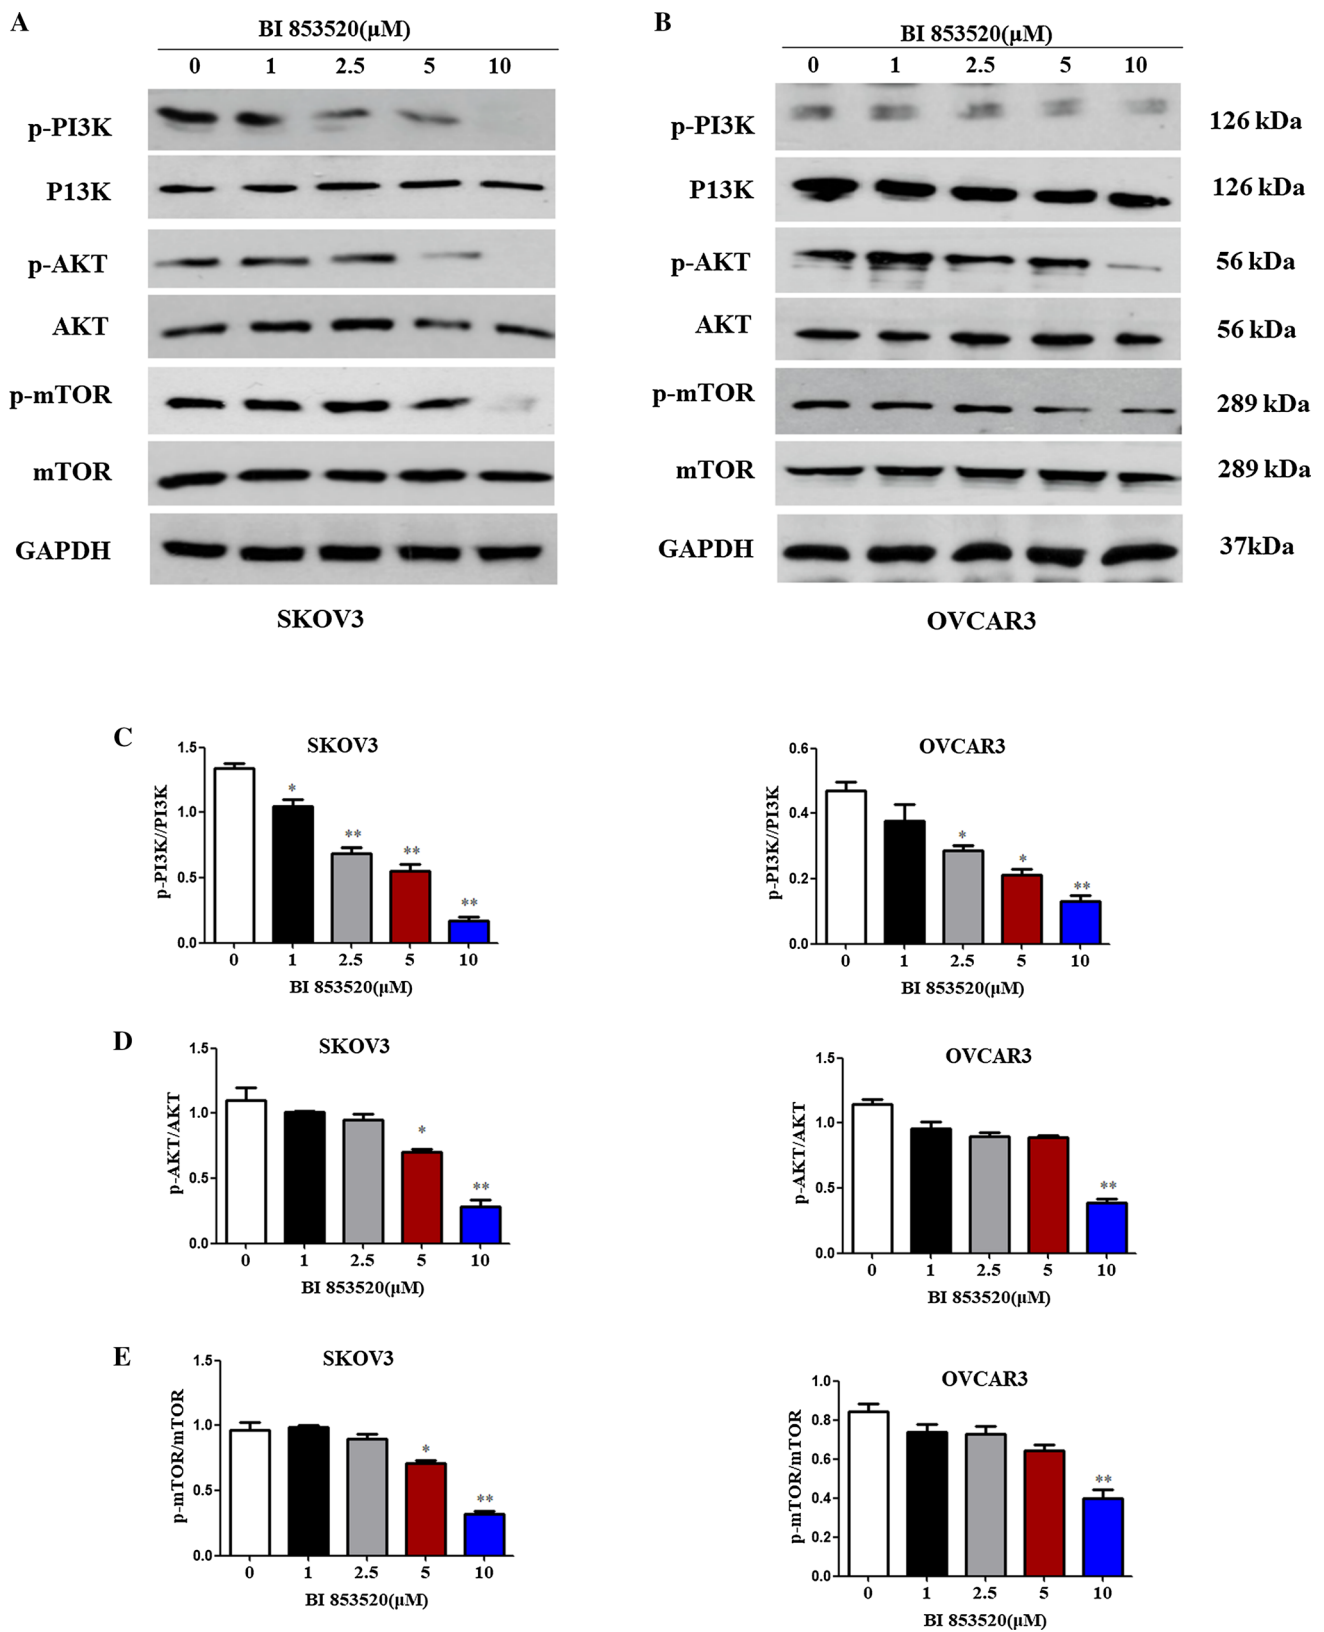 A
BI 853520(μM)
0 1 2.5 5 10
p-PI3K
P13K
p-AKT
AKT
p-mTOR
mTOR
GAPDH
SKOV3
B
BI 853520(μM)
0 1 2.5 5 10
p-PI3K 126 kDa
P13K 126 kDa
p-AKT 56 kDa
AKT 56 kDa
p-mTOR 289 kDa
mTOR 289 kDa
GAPDH 37kDa
OVCAR3
C
SKOV3
p-PI3K//PI3K
1.5
1.0
0.5
0.0
*
**
**
**
0 1 2.5 5 10
BI 853520(μM)
OVCAR3
p-PI3K//PI3K
0.6
0.4
0.2
0.0
*
*
**
0 1 2.5 5 10
BI 853520(μM)
D
SKOV3
p-AKT/AKT
1.5
1.0
0.5
0.0
*
**
0 1 2.5 5 10
BI 853520(μM)
OVCAR3
p-AKT/AKT
1.5
1.0
0.5
0.0
**
0 1 2.5 5 10
BI 853520(μM)
E
SKOV3
p-mTOR/mTOR
1.5
1.0
0.5
0.0
*
**
0 1 2.5 5 10
BI 853520(μM)
OVCAR3
p-mTOR/mTOR
1.0
0.8
0.6
0.4
0.2
0.0
**
0 1 2.5 5 10
BI 853520(μM)